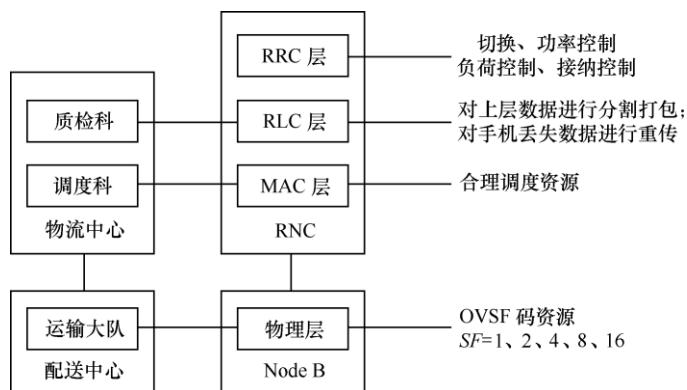 RRC 层
切换、功率控制
负荷控制、接纳控制
质检科
RLC 层
对上层数据进行分割打包；
对手机丢失数据进行重传
调度科
MAC 层
合理调度资源
物流中心
RNC
运输大队
物理层
OVSF 码资源
SF=1、2、4、8、16
配送中心
Node B